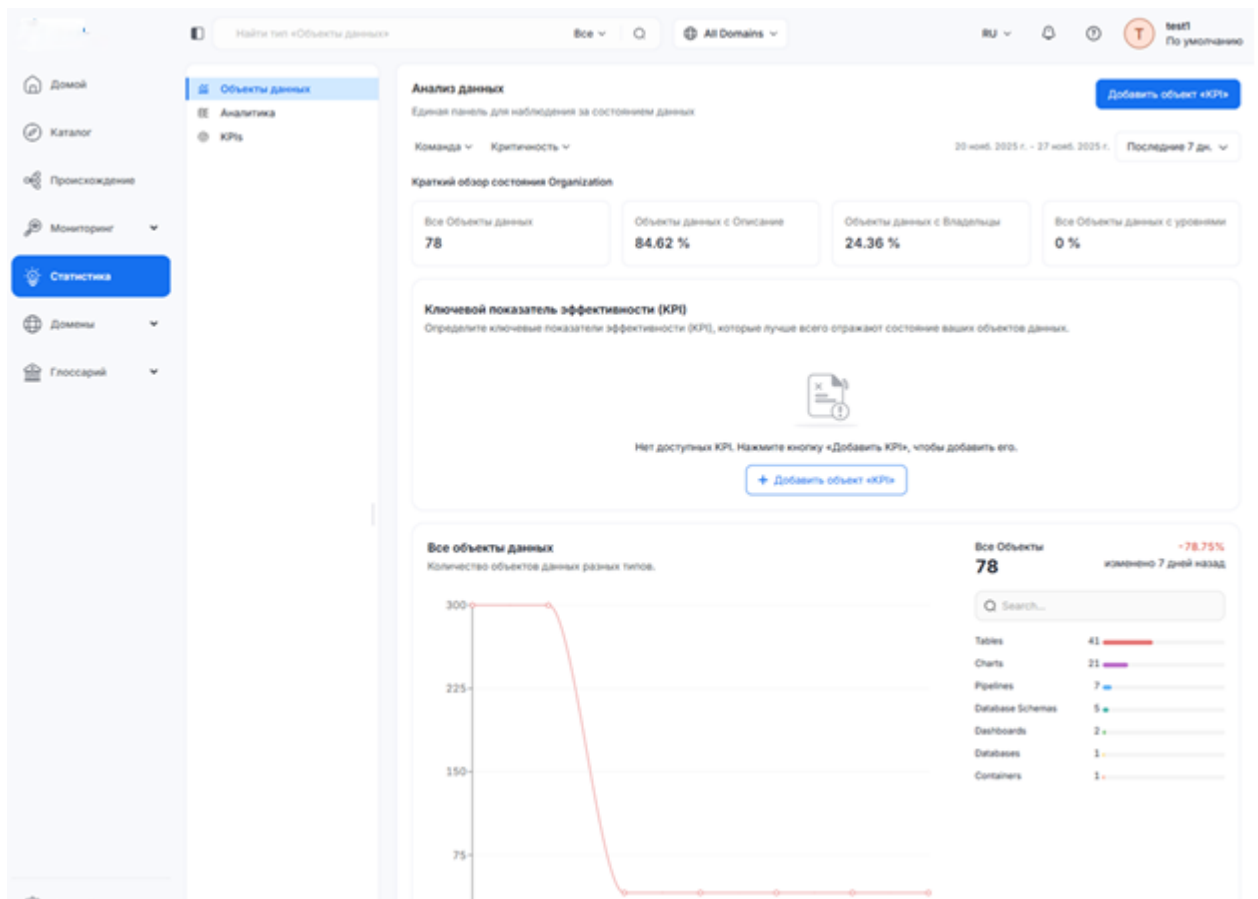 Найти тип «Объекты данных»
Все
All Domains
RU
T
test1
По умолчанию
Домой
Каталог
Происхождение
Мониторинг
Статистика
Домены
Глоссарий
Объекты данных
Аналитика
KPIs
Анализ данных
Единая панель для наблюдения за состоянием данных
Добавить объект «KPI»
Команда
Критичность
20 нояб. 2025 г. - 27 нояб. 2025 г.
Последние 7 дн.
Краткий обзор состояния Organization
Все Объекты данных
78
Объекты данных с Описание
84.62 %
Объекты данных с Владельцы
24.36 %
Все Объекты данных с уровнями
0 %
Ключевой показатель эффективности (KPI)
Определите ключевые показатели эффективности (KPI), которые лучше всего отражают состояние ваших объектов данных.
Нет доступных KPI. Нажмите кнопку «Добавить KPI», чтобы добавить его.
+ Добавить объект «KPI»
Все объекты данных
Количество объектов данных разных типов.
300
225
150
75
Все Объекты
78
-78.75%
изменено 7 дней назад
Search...
Tables 41
Charts 21
Pipelines 7
Database Schemas 5
Dashboards 2
Databases 1
Containers 1